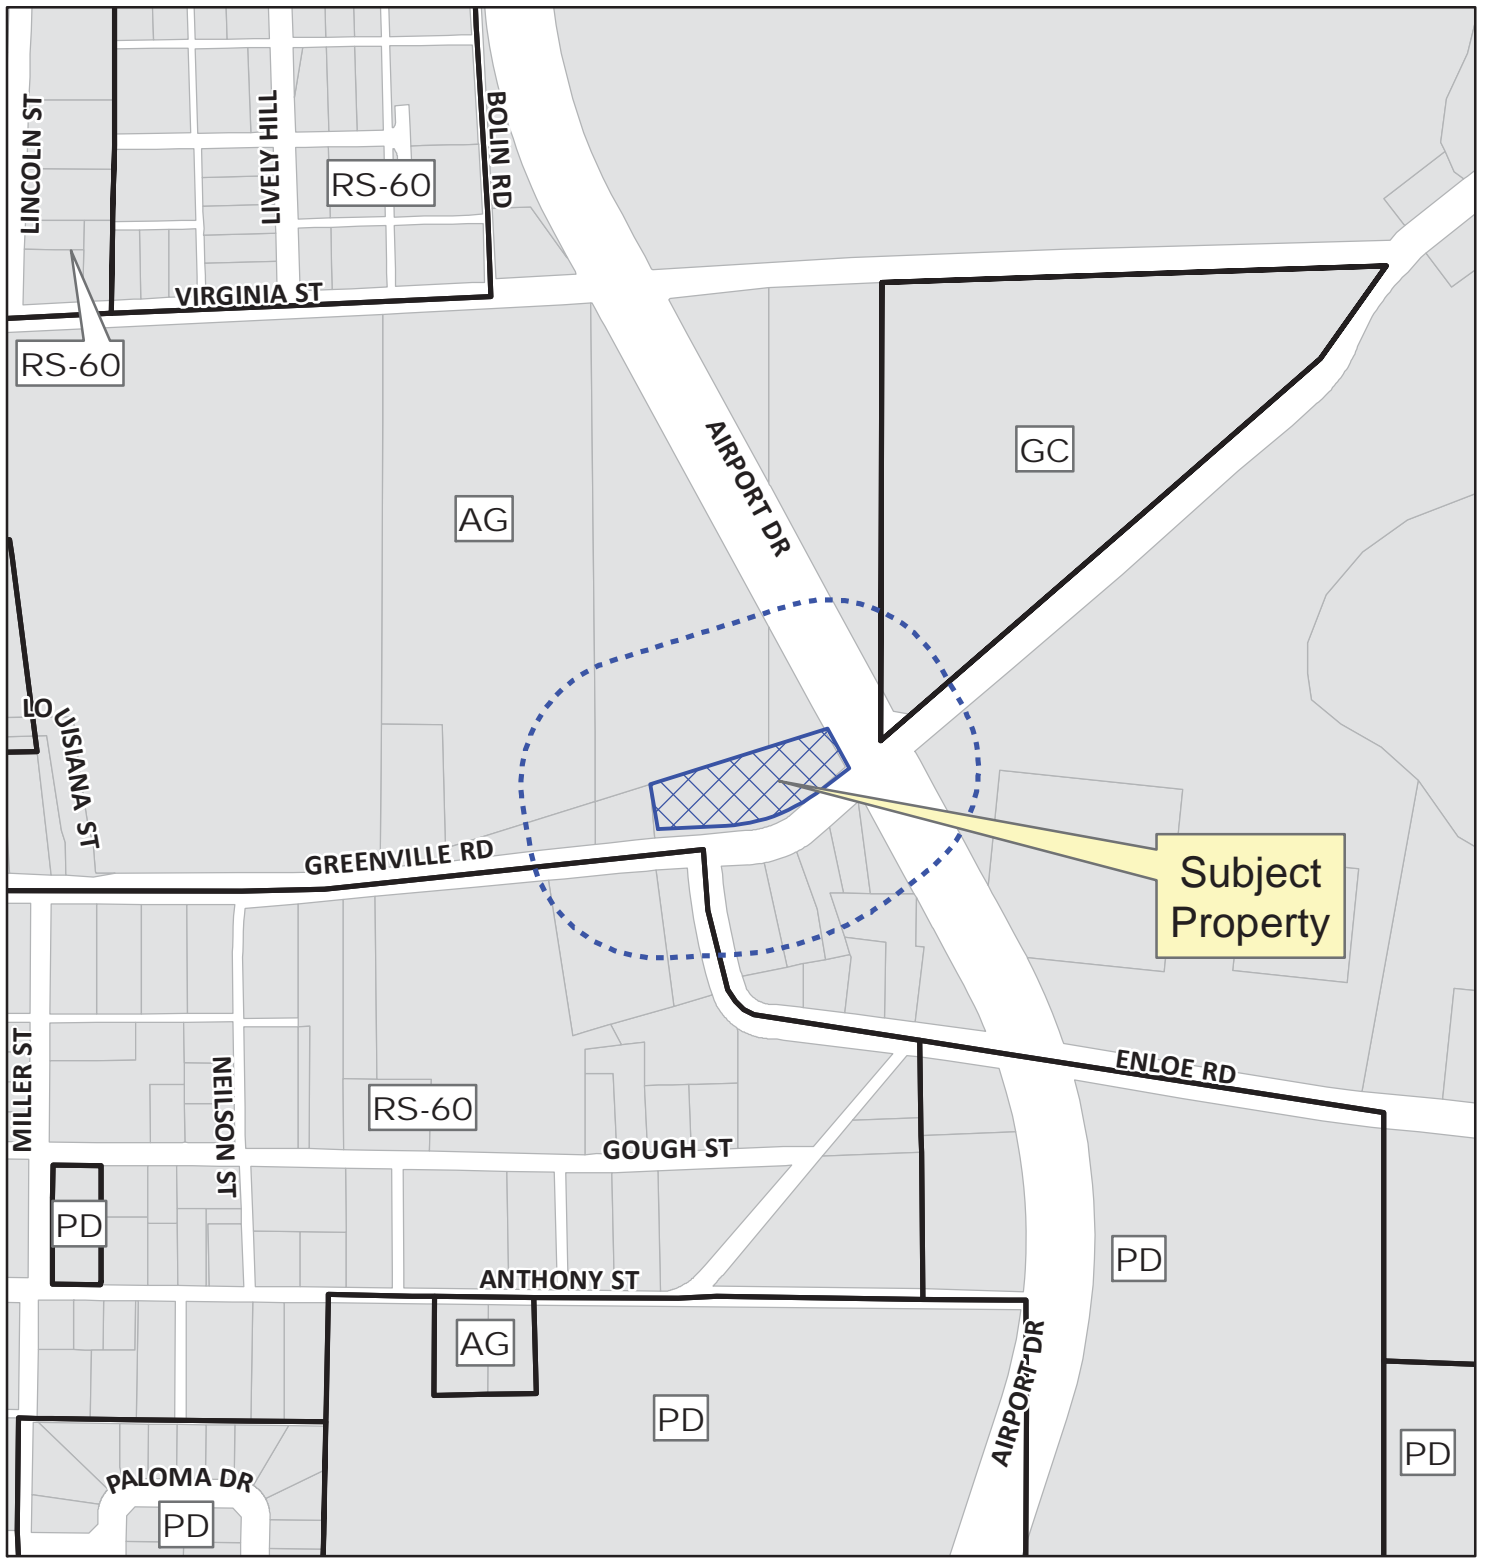 LINCOLN ST
LIVELY HILL
BOLIN RD
RS-60
VIRGINIA ST
RS-60
AIRPORT DR
GC
AG
LOUISIANA ST
GREENVILLE RD
Subject
Property
MILLER ST
NEILSON ST
ENLOE RD
RS-60
GOUGH ST
PD
PD
ANTHONY ST
AG
AIRPORT DR
PD
PD
PALOMA DR
PD